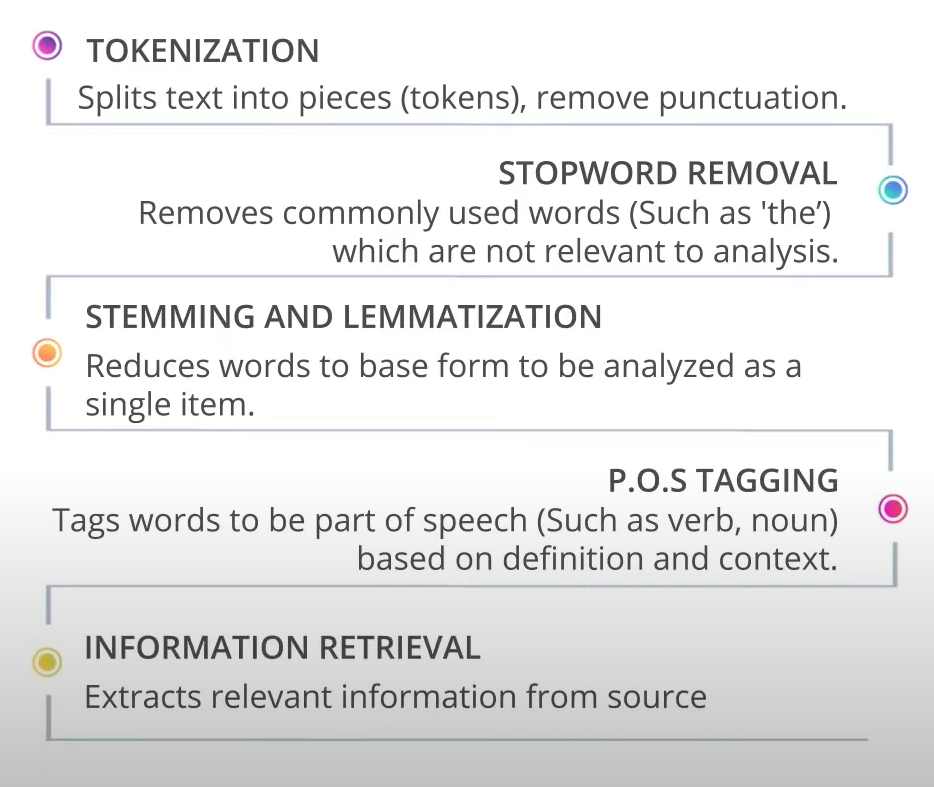 TOKENIZATION
Splits text into pieces (tokens), remove punctuation.
STOPWORD REMOVAL
Removes commonly used words (Such as 'the’)
which are not relevant to analysis.
STEMMING AND LEMMATIZATION
Reduces words to base form to be analyzed as a
single item.
P.O.S TAGGING
Tags words to be part of speech (Such as verb, noun)
based on definition and context.
INFORMATION RETRIEVAL
Extracts relevant information from source